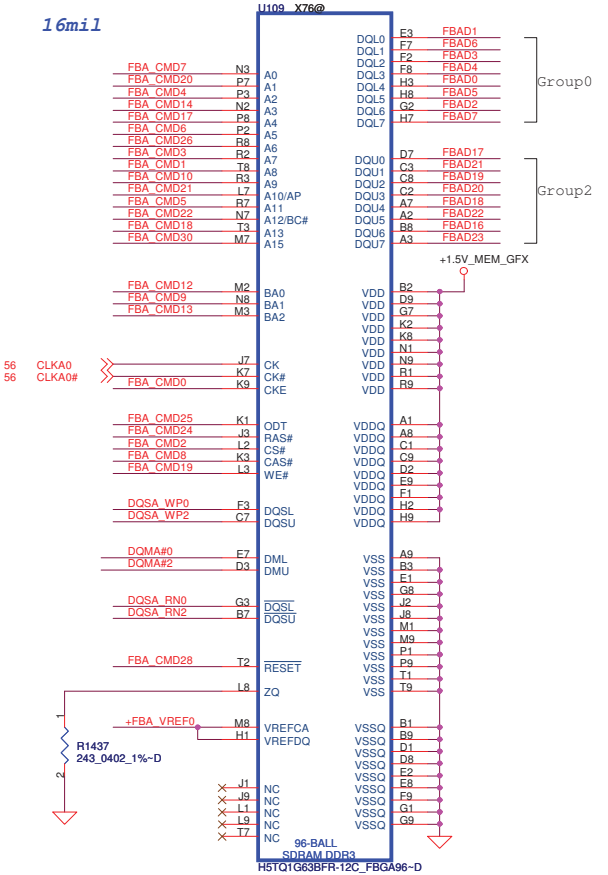 16mil
U109 X76@
FBA_CMD7 N3 A0
FBA_CMD20 P7 A1
FBA_CMD4 P3 A2
FBA_CMD14 N2 A3
FBA_CMD17 P8 A4
FBA_CMD6 P2 A5
FBA_CMD26 R8 A6
FBA_CMD3 R2 A7
FBA_CMD1 T8 A8
FBA_CMD10 R3 A9
FBA_CMD21 L7 A10/AP
FBA_CMD5 R7 A11
FBA_CMD22 N7 A12/BC#
FBA_CMD18 T3 A13
FBA_CMD30 M7 A15
FBA_CMD12 M2 BA0
FBA_CMD9 N8 BA1
FBA_CMD13 M3 BA2
56 CLKA0 J7 CK
56 CLKA0# K7 CK#
FBA_CMD0 K9 CKE
FBA_CMD25 K1 ODT
FBA_CMD24 J3 RAS#
FBA_CMD2 L2 CS#
FBA_CMD8 K3 CAS#
FBA_CMD19 L3 WE#
DQSA_WP0 F3 DQSL
DQSA_WP2 C7 DQSU
DQMA#0 E7 DML
DQMA#2 D3 DMU
DQSA_RN0 G3 DQSL
DQSA_RN2 B7 DQSU
FBA_CMD28 T2 RESET
L8 ZQ
+FBA_VREF0 M8 VREFCA
H1 VREFDQ
1
R1437
243_0402_1%~D
2
J1 NC
J9 NC
L1 NC
L9 NC
T7 NC
DQL0 E3 FBAD1
DQL1 F7 FBAD6
DQL2 F2 FBAD3
DQL3 F8 FBAD4
DQL4 H3 FBAD0
DQL5 H8 FBAD5
DQL6 G2 FBAD2
DQL7 H7 FBAD7
Group0
DQU0 D7 FBAD17
DQU1 C3 FBAD21
DQU2 C8 FBAD19
DQU3 C2 FBAD20
DQU4 A7 FBAD18
DQU5 A2 FBAD22
DQU6 B8 FBAD16
DQU7 A3 FBAD23
Group2
+1.5V_MEM_GFX
VDD B2
VDD D9
VDD G7
VDD K2
VDD K8
VDD N1
VDD N9
VDD R1
VDD R9
VDDQ A1
VDDQ A8
VDDQ C1
VDDQ C9
VDDQ D2
VDDQ E9
VDDQ F1
VDDQ H2
VDDQ H9
VSS A9
VSS B3
VSS E1
VSS G8
VSS J2
VSS J8
VSS M1
VSS M9
VSS P1
VSS P9
VSS T1
VSS T9
VSSQ B1
VSSQ B9
VSSQ D1
VSSQ D8
VSSQ E2
VSSQ E8
VSSQ F9
VSSQ G1
VSSQ G9
96-BALL
SDRAM DDR3
H5TQ1G63BFR-12C_FBGA96~D